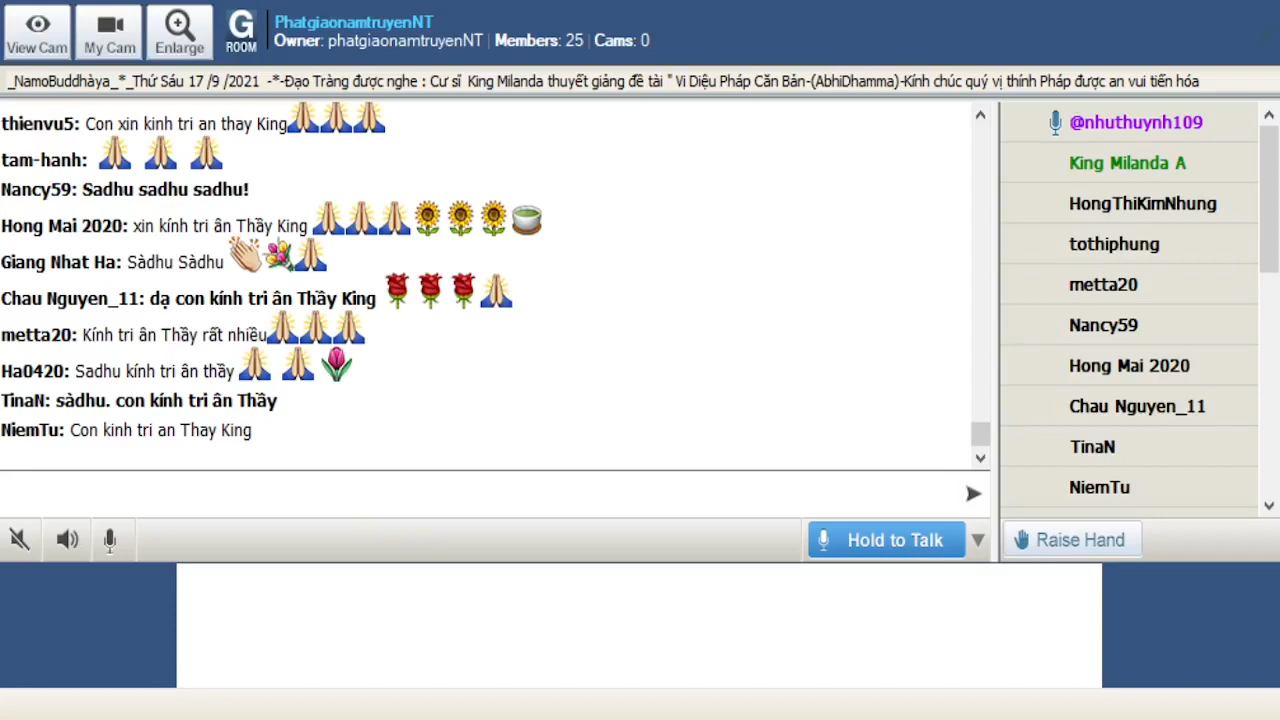 View Cam
My Cam
Enlarge
G
ROOM
PhatgiaonamtruyenNT
Owner: phatgiaonamtruyenNT | Members: 25 | Cams: 0
_NamoBuddhàya_*_Thứ Sáu 17 /9 /2021 -*-Đạo Tràng được nghe : Cư sĩ King Milanda thuyết giảng đề tài " Vi Diệu Pháp Căn Bản-(AbhiDhamma)-Kính chúc quý vị thính Pháp được an vui tiến hóa
thienvu5: Con xin kinh tri an thay King
tam-hanh:
Nancy59: Sadhu sadhu sadhu!
Hong Mai 2020: xin kính tri ân Thầy King
Giang Nhat Ha: Sàdhu Sàdhu
Chau Nguyen_11: dạ con kính tri ân Thầy King
metta20: Kính tri ân Thầy rất nhiều
Ha0420: Sadhu kính tri ân thầy
TinaN: sàdhu. con kính tri ân Thầy
NiemTu: Con kinh tri an Thay King
@nhuthuynh109
King Milanda A
HongThiKimNhung
tothiphung
metta20
Nancy59
Hong Mai 2020
Chau Nguyen_11
TinaN
NiemTu
Hold to Talk
Raise Hand